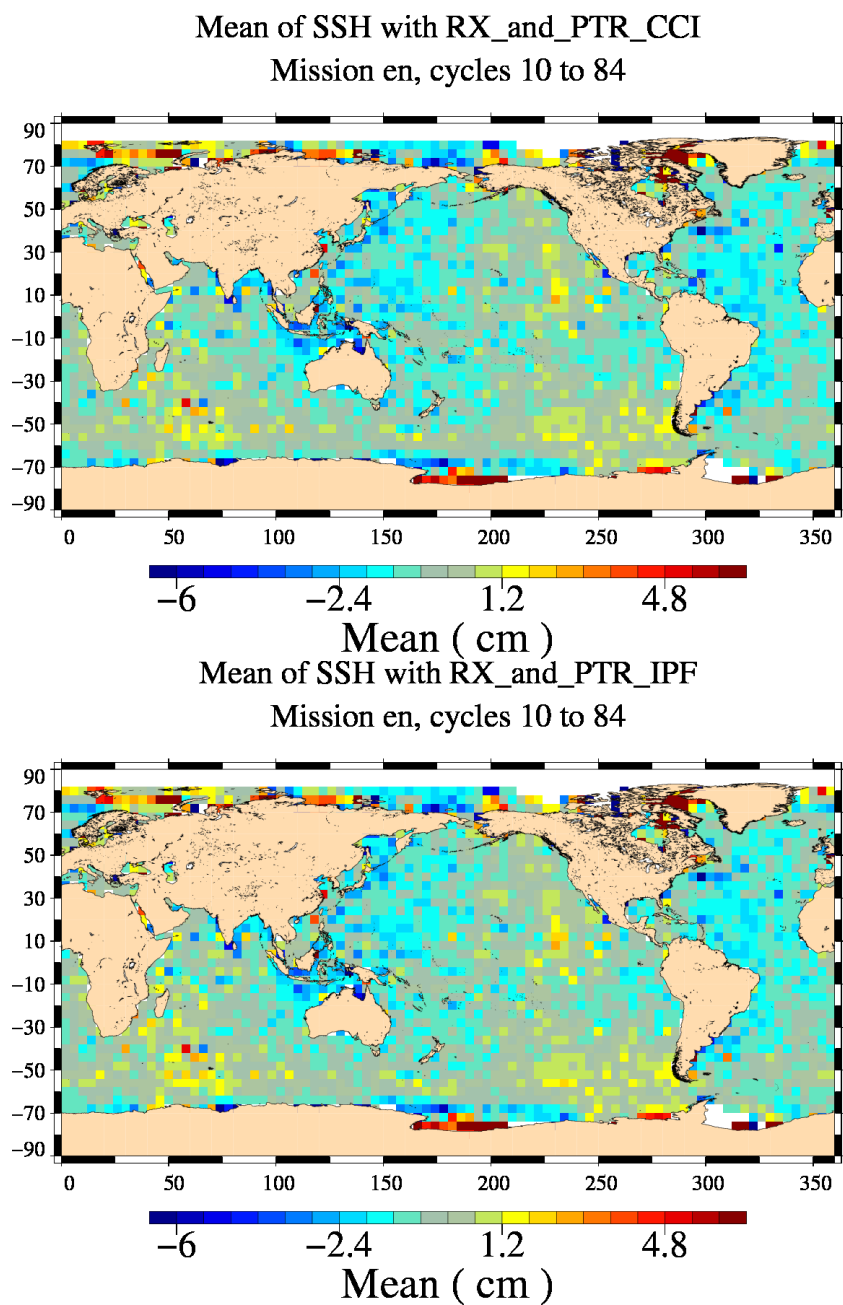 Mean of SSH with RX_and_PTR_CCI
Mission en, cycles 10 to 84
90
70
50
30
10
−10
−30
−50
−70
−90
0 50 100 150 200 250 300 350
−6 −2.4 1.2 4.8
Mean ( cm )
Mean of SSH with RX_and_PTR_IPF
Mission en, cycles 10 to 84
90
70
50
30
10
−10
−30
−50
−70
−90
0 50 100 150 200 250 300 350
−6 −2.4 1.2 4.8
Mean ( cm )